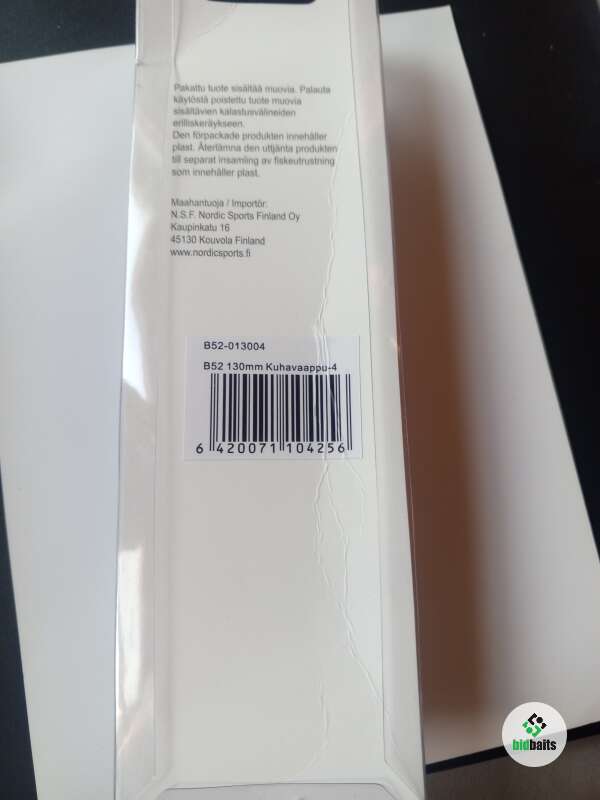 Pakattu tuote sisältää muovia. Palauta
käytöstä poistettu tuote muovia
sisältävien kalastusvälineiden
erilliskeräykseen.
Den förpackade produkten innehåller
plast. Återlämna den uttjänta produkten
till separat insamling av fiskeutrustning
som innehåller plast.
Maahantuoja / Importör:
N.S.F. Nordic Sports Finland Oy
Kaupinkatu 16
45130 Kouvola Finland
www.nordicsports.fi
B52-013004
B52 130mm Kuhavaappu-4
6 420071 104256
bidbaits